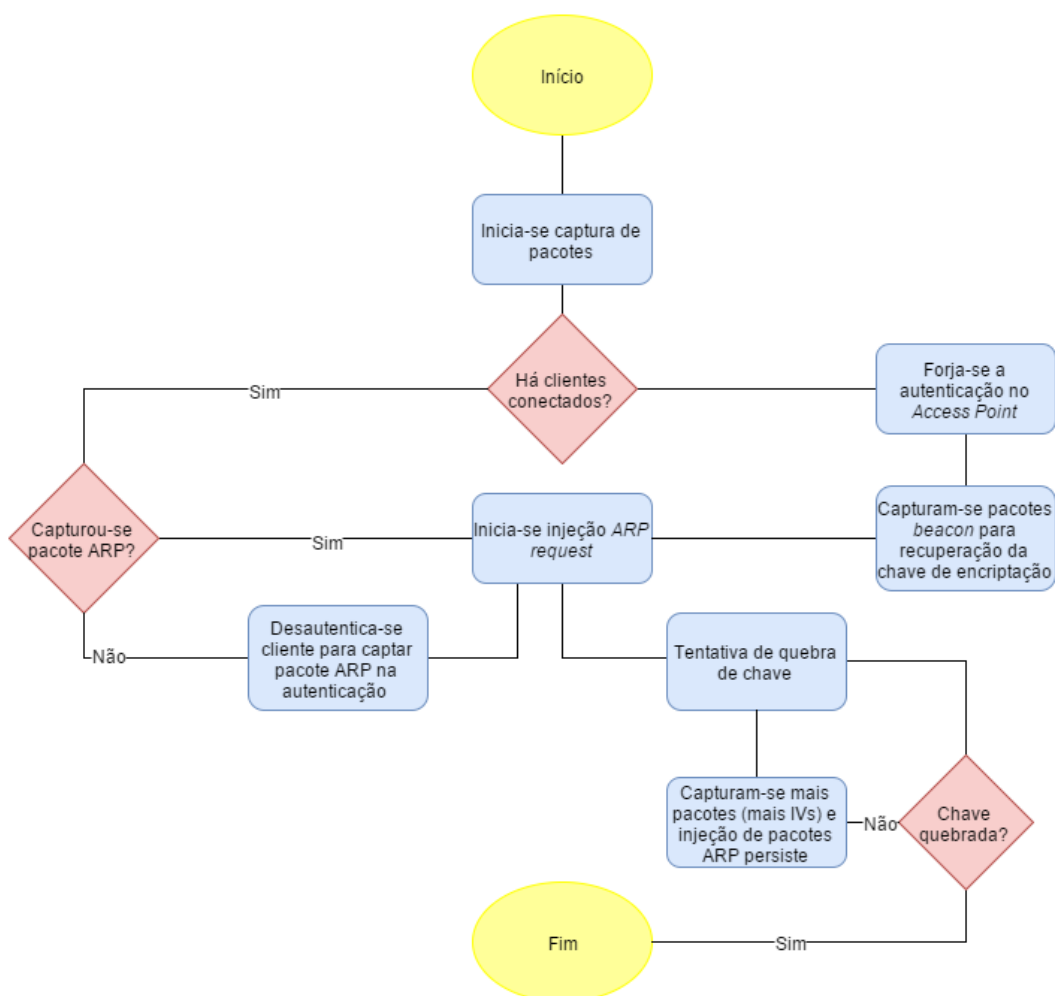 Início
Inicia-se captura de
pacotes
Há clientes
conectados?
Sim
Forja-se a
autenticação no
Access Point
Capturou-se
pacote ARP?
Sim
Inicia-se injeção ARP
request
Capturam-se pacotes
beacon para
recuperação da
chave de encriptação
Não
Desautentica-se
cliente para captar
pacote ARP na
autenticação
Tentativa de quebra
de chave
Capturam-se mais
pacotes (mais IVs) e
injeção de pacotes
ARP persiste
Não
Chave
quebrada?
Fim
Sim